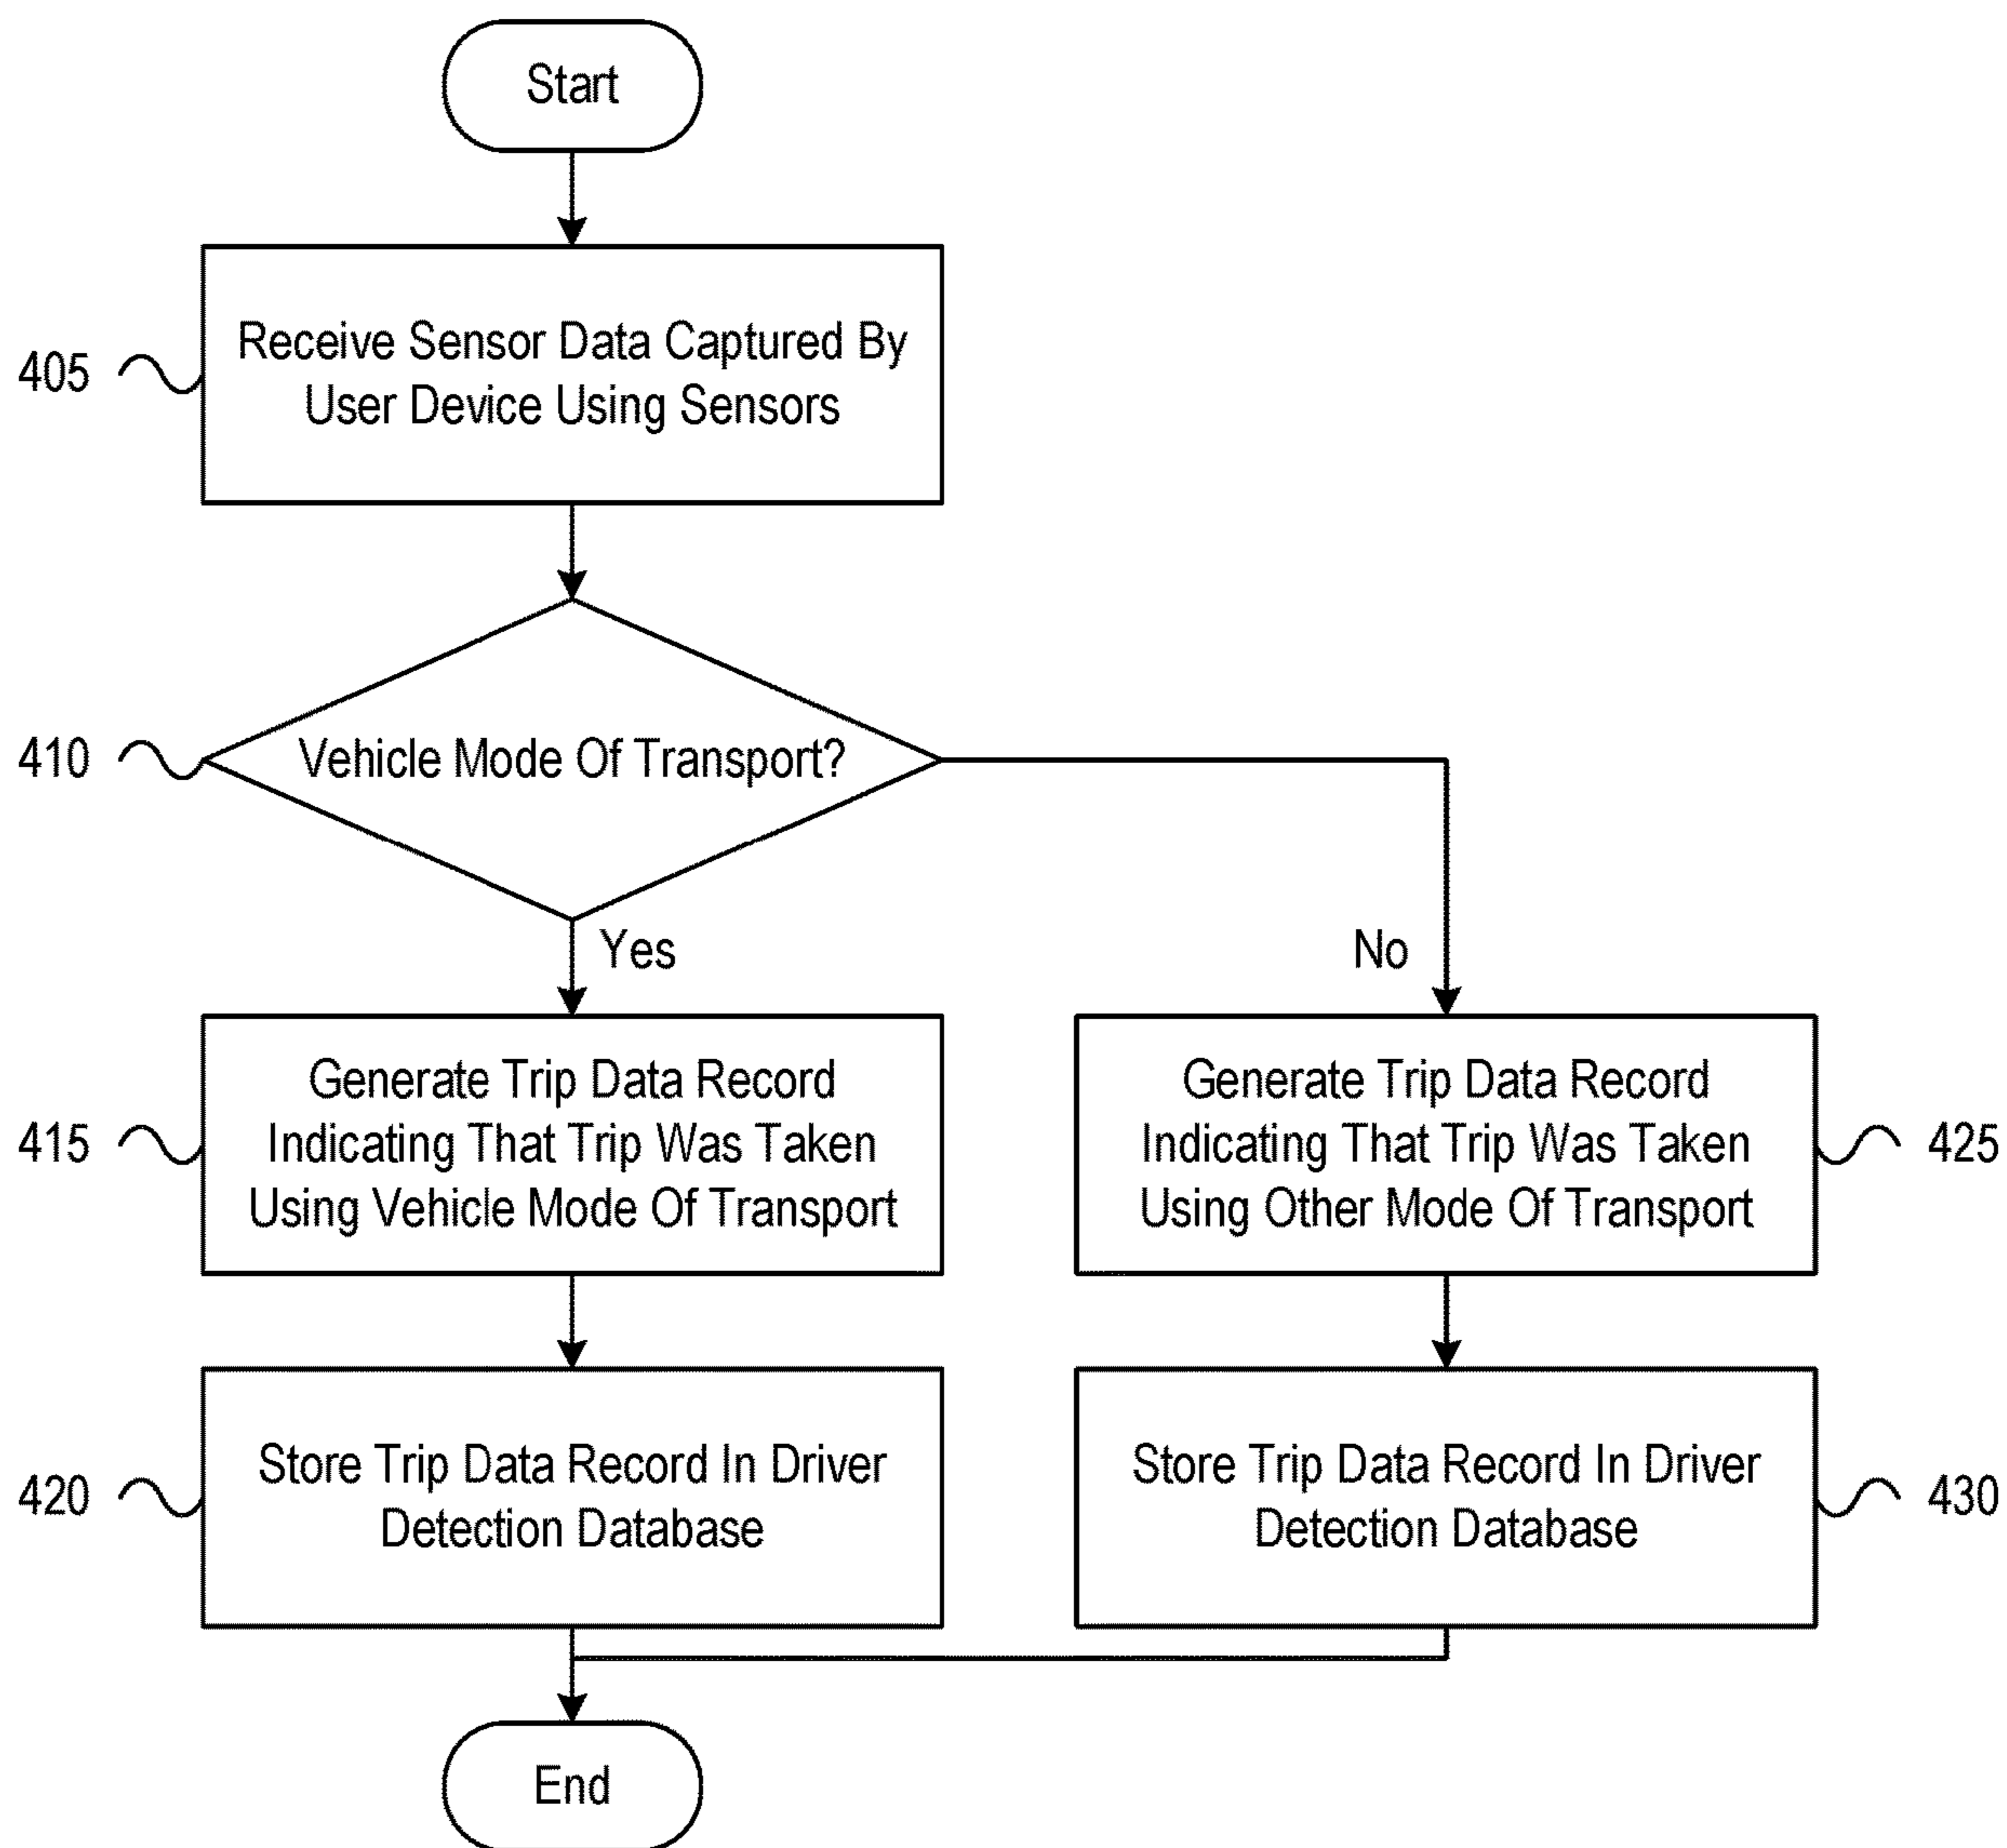 Start
405
Receive Sensor Data Captured By
User Device Using Sensors
410
Vehicle Mode Of Transport?
Yes
No
415
Generate Trip Data Record
Indicating That Trip Was Taken
Using Vehicle Mode Of Transport
Generate Trip Data Record
Indicating That Trip Was Taken
Using Other Mode Of Transport
425
420
Store Trip Data Record In Driver
Detection Database
Store Trip Data Record In Driver
Detection Database
430
End